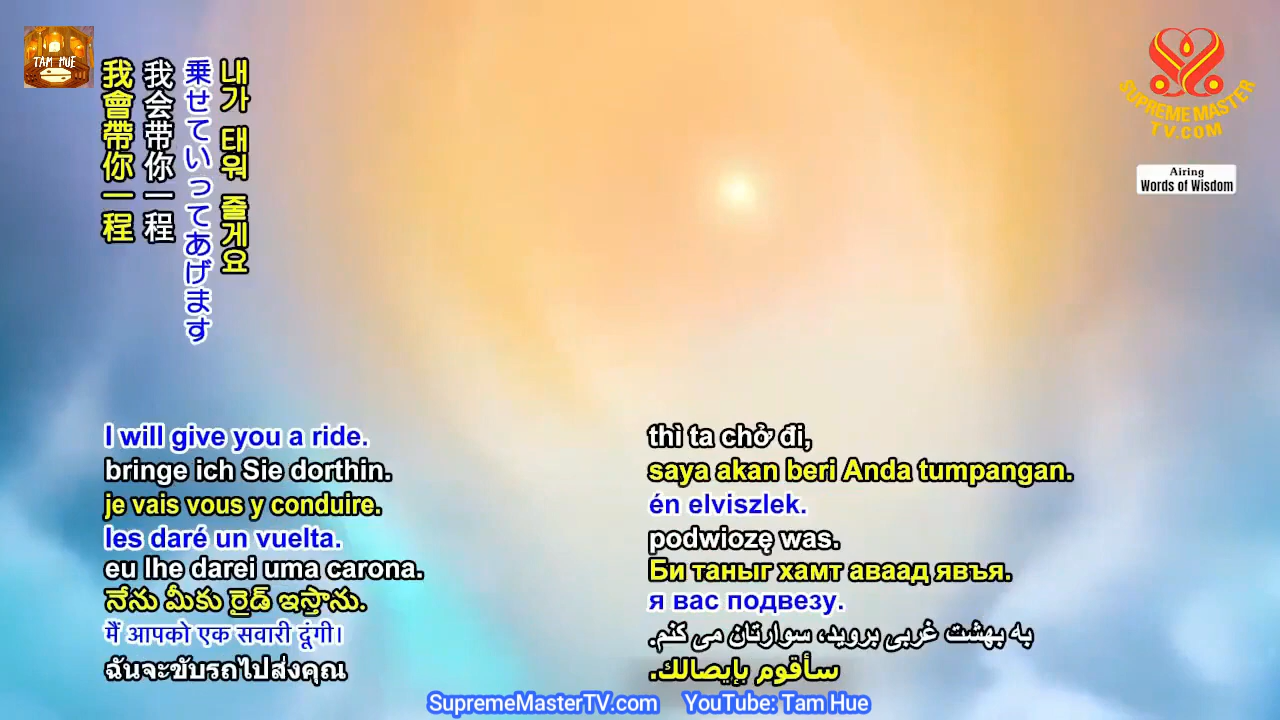 TAM HUE
我會帶你一程
我会带你一程
乗せていってあげます
내가 태워 줄게요
SUPREME MASTER
TV.COM
Airing
Words of Wisdom
I will give you a ride.
bringe ich Sie dorthin.
je vais vous y conduire.
les daré un vuelta.
eu lhe darei uma carona.
నేను మీకు రైడ్ ఇస్తాను.
मैं आपको एक सवारी दूंगी।
ฉันจะขับรถไปส่งคุณ
thì ta chở đi,
saya akan beri Anda tumpangan.
én elviszlek.
podwiozę was.
Би таныг хамт аваад явъя.
я вас подвезу.
به بهشت غربی بروید، سوارتان می کنم.
سأقوم بإيصالك.
SupremeMasterTV.com YouTube: Tam Hue